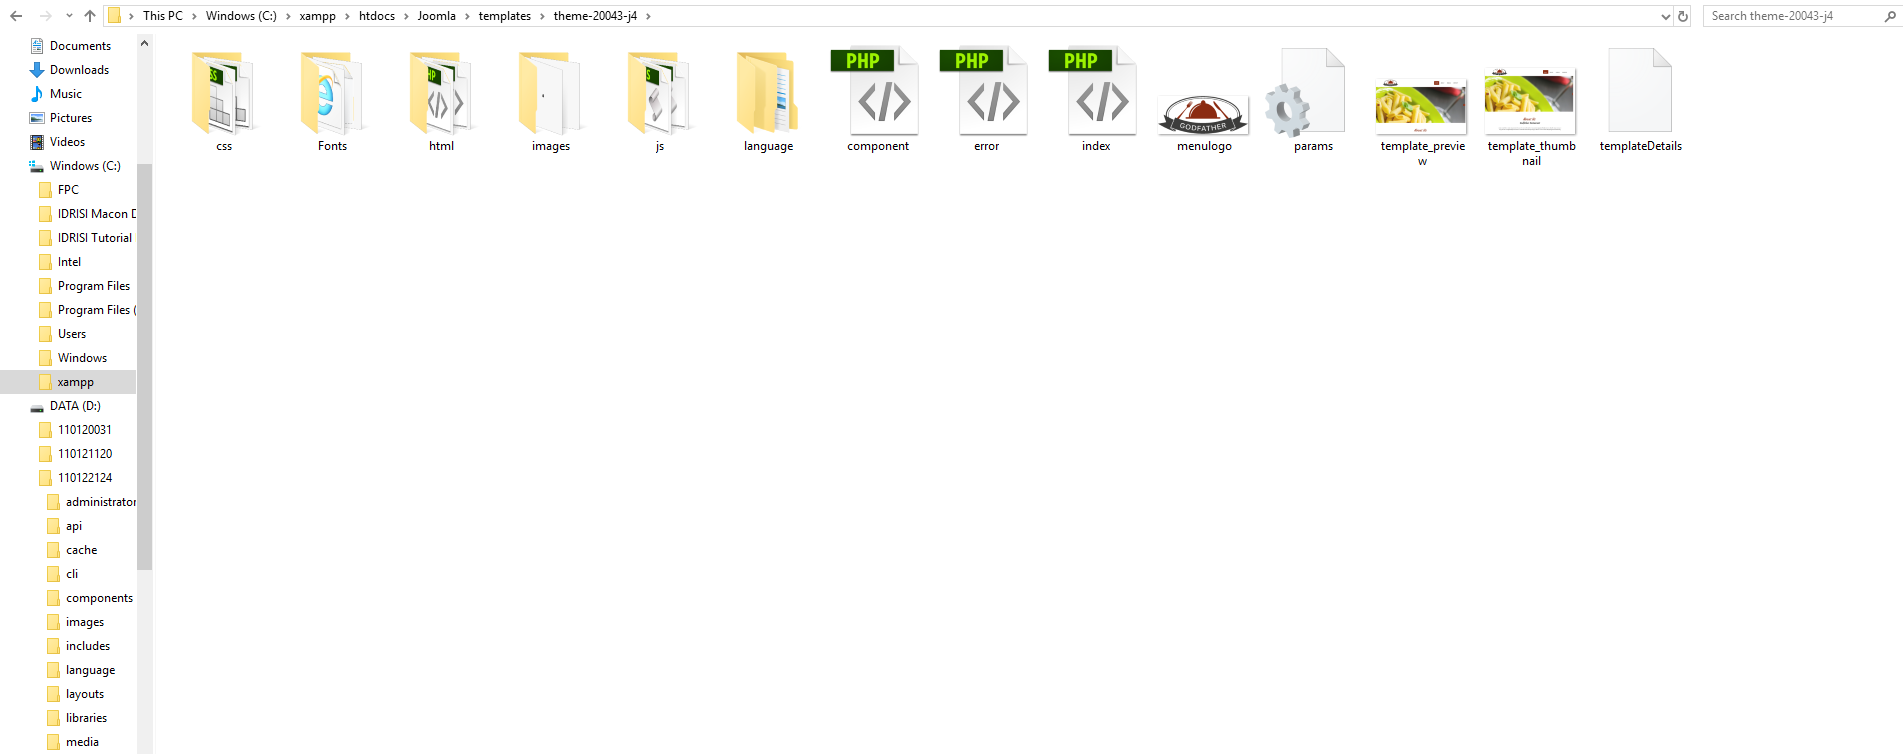 This PC > Windows (C:) > xampp > htdocs > Joomla > templates > theme-20043-j4 >
Search theme-20043-j4
Documents
Downloads
Music
Pictures
Videos
Windows (C:)
FPC
IDRISI Macon D
IDRISI Tutorial
Intel
Program Files
Program Files (
Users
Windows
xampp
DATA (D:)
110120031
110121120
110122124
administrator
api
cache
cli
components
images
includes
language
layouts
libraries
media
css
Fonts
html
images
js
language
PHP
component
PHP
error
PHP
index
GODFATHER
menulogo
params
template_previe
w
template_thumb
nail
templateDetails